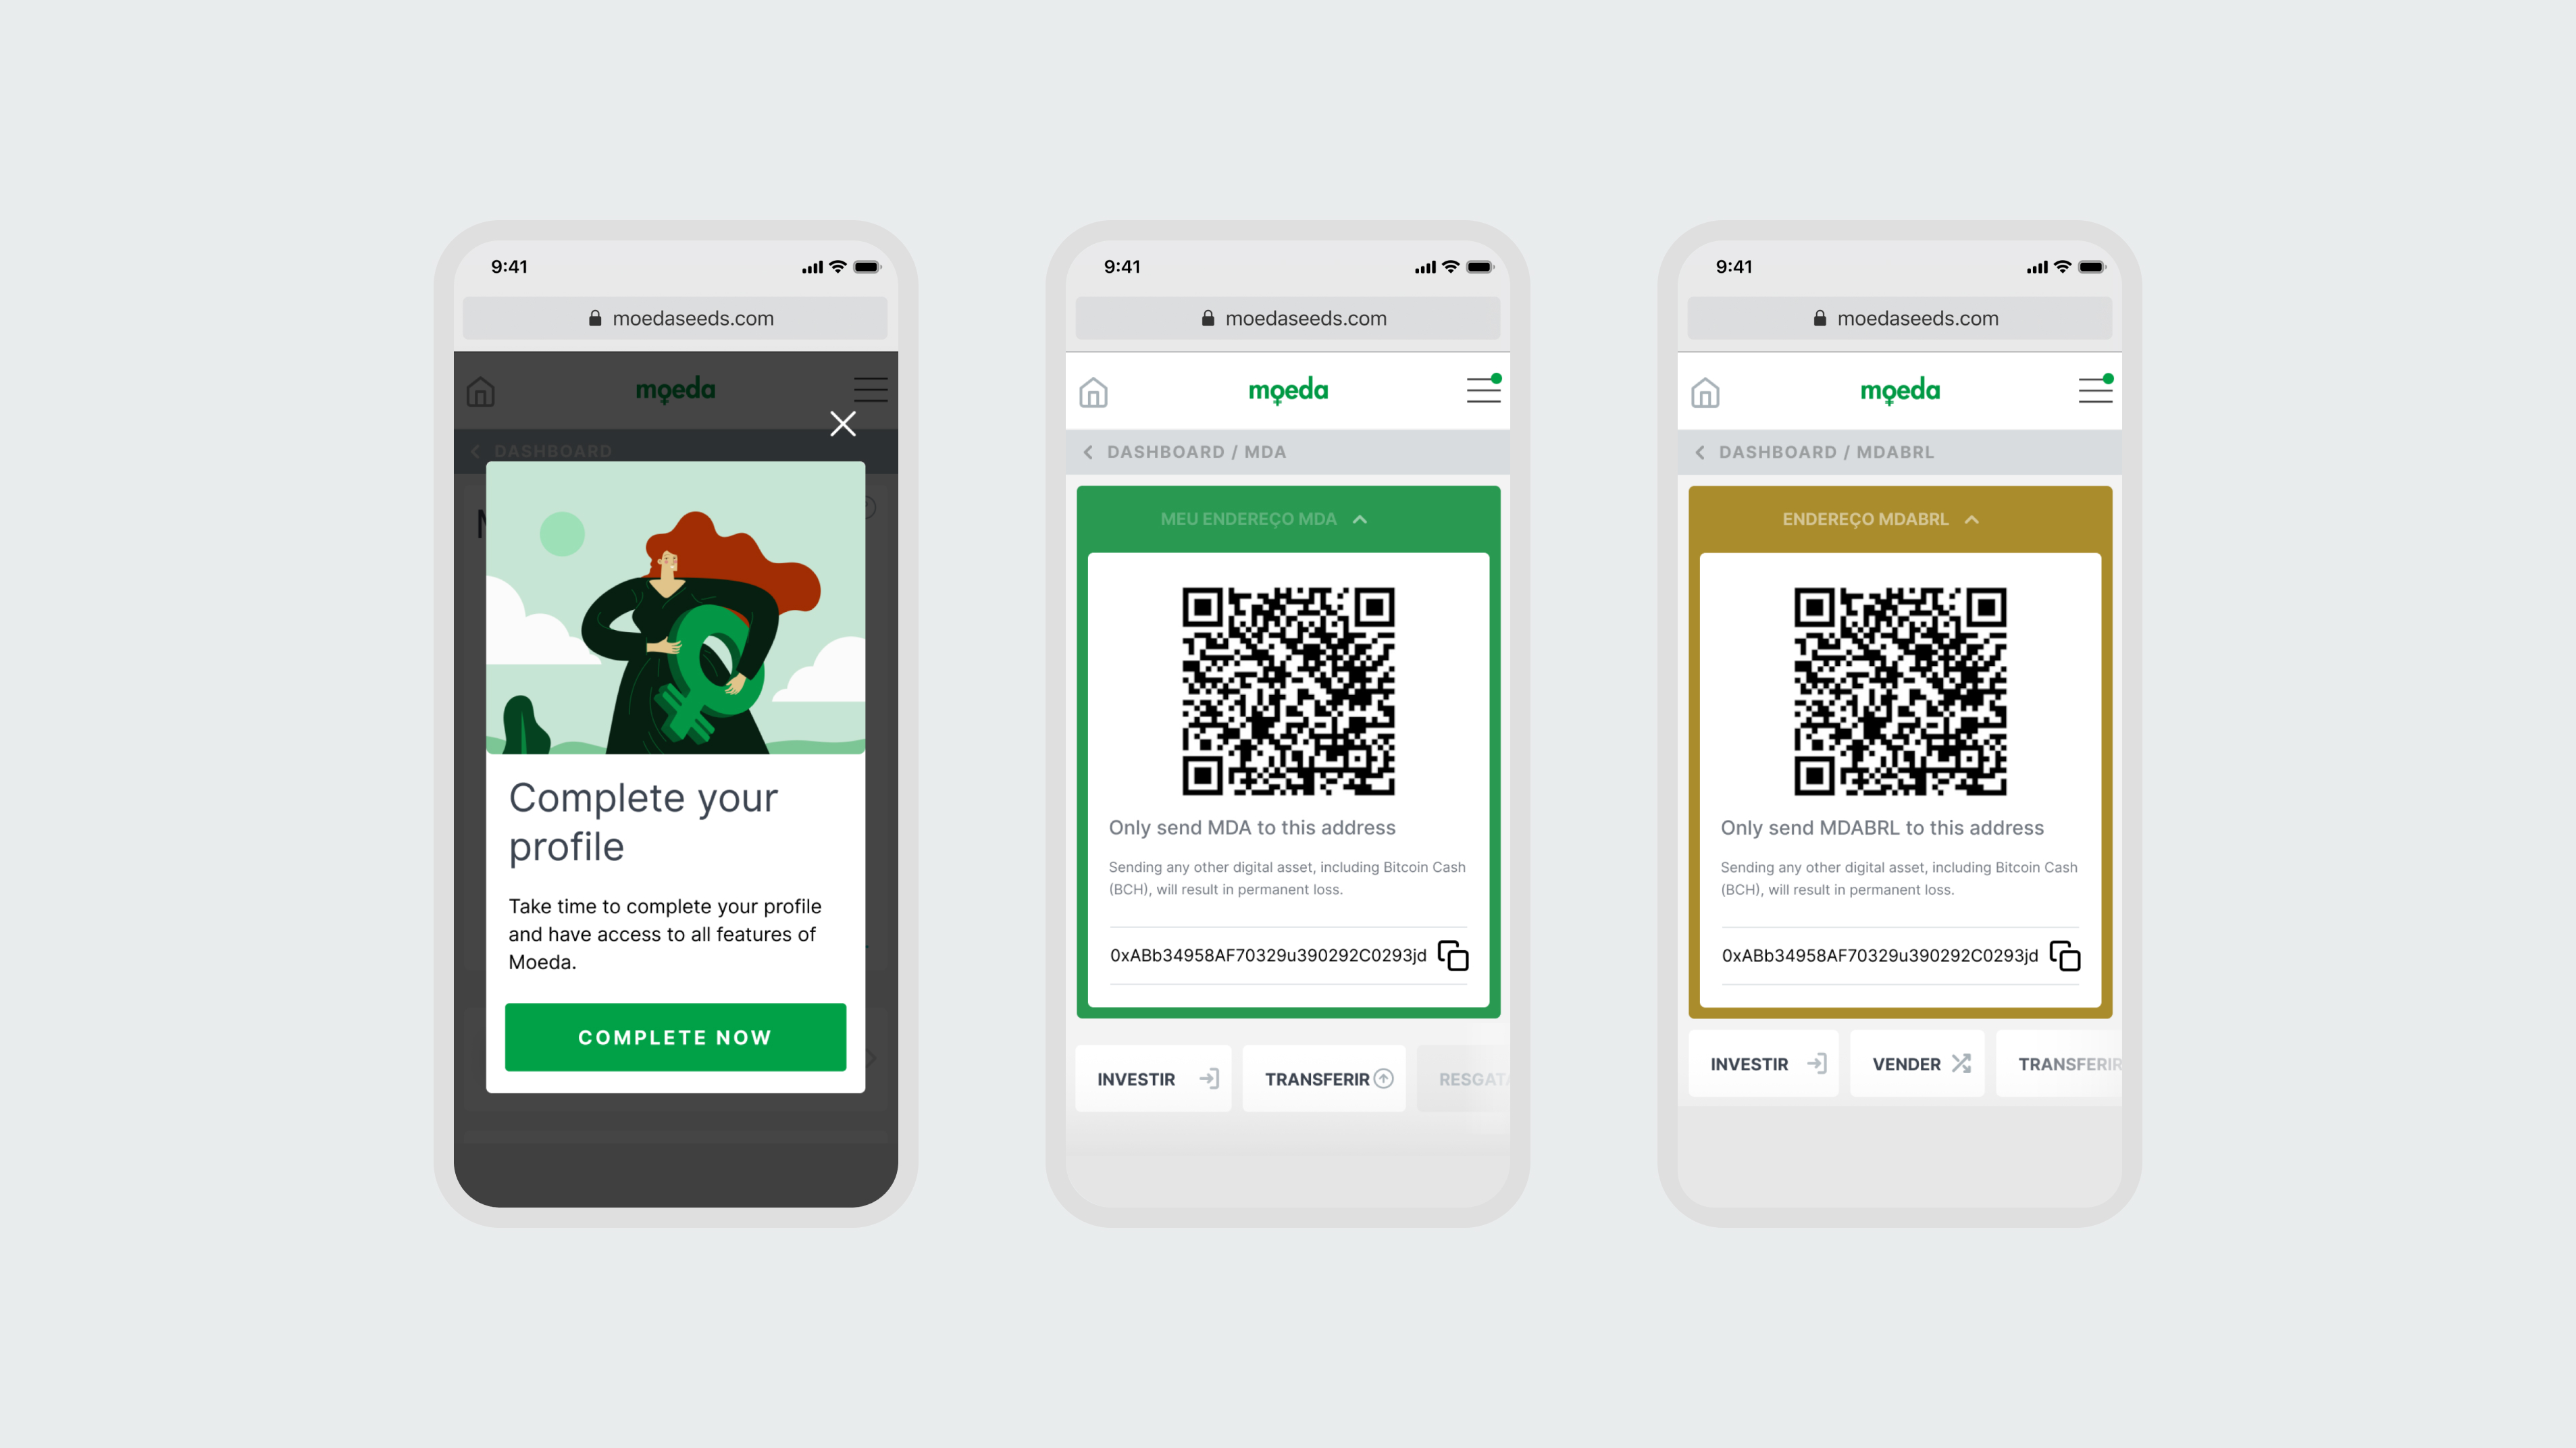 9:41
moedaseeds.com
moeda
DASHBOARD
Complete your
profile
Take time to complete your profile
and have access to all features of
Moeda.
COMPLETE NOW
9:41
moedaseeds.com
moeda
DASHBOARD / MDA
MEU ENDEREÇO MDA
Only send MDA to this address
Sending any other digital asset, including Bitcoin Cash
(BCH), will result in permanent loss.
0xABb34958AF70329u390292C0293jd
INVESTIR
TRANSFERIR
9:41
moedaseeds.com
moeda
DASHBOARD / MDABRL
ENDEREÇO MDABRL
Only send MDABRL to this address
Sending any other digital asset, including Bitcoin Cash
(BCH), will result in permanent loss.
0xABb34958AF70329u390292C0293jd
INVESTIR
VENDER
TRANSFERIR